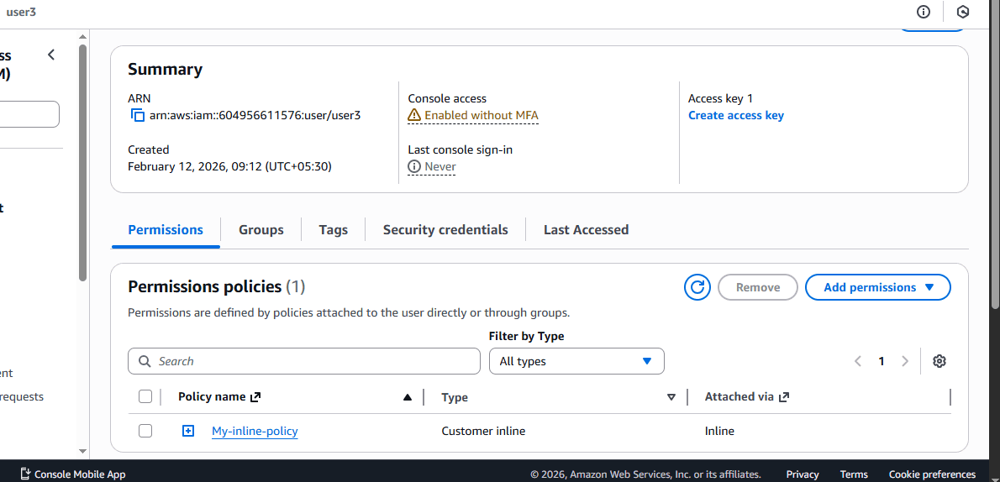 user3
ss
M)
t
ent
requests
Summary
ARN
arn:aws:iam::604956611576:user/user3
Created
February 12, 2026, 09:12 (UTC+05:30)
Console access
Enabled without MFA
Last console sign-in
Never
Access key 1
Create access key
Permissions
Groups
Tags
Security credentials
Last Accessed
Permissions policies (1)
Remove
Add permissions
Permissions are defined by policies attached to the user directly or through groups.
Filter by Type
Search
All types
1
Policy name
Type
Attached via
My-inline-policy
Customer inline
Inline
Console Mobile App
© 2026, Amazon Web Services, Inc. or its affiliates.
Privacy
Terms
Cookie preferences